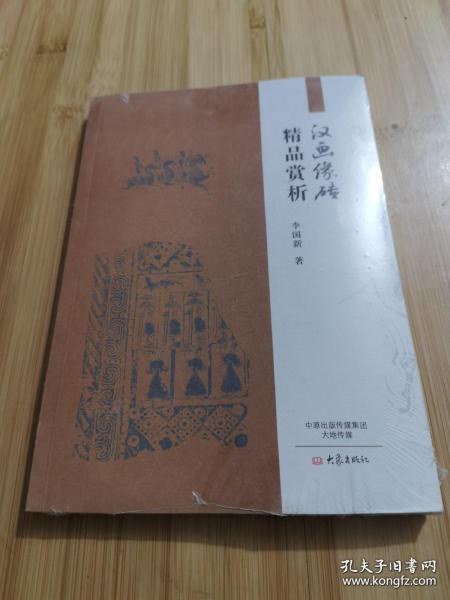 汉画像砖
精品赏析
李国新 著
中原出版传媒集团
大地传媒
大象出版社
孔夫子旧书网
www.kongfz.com